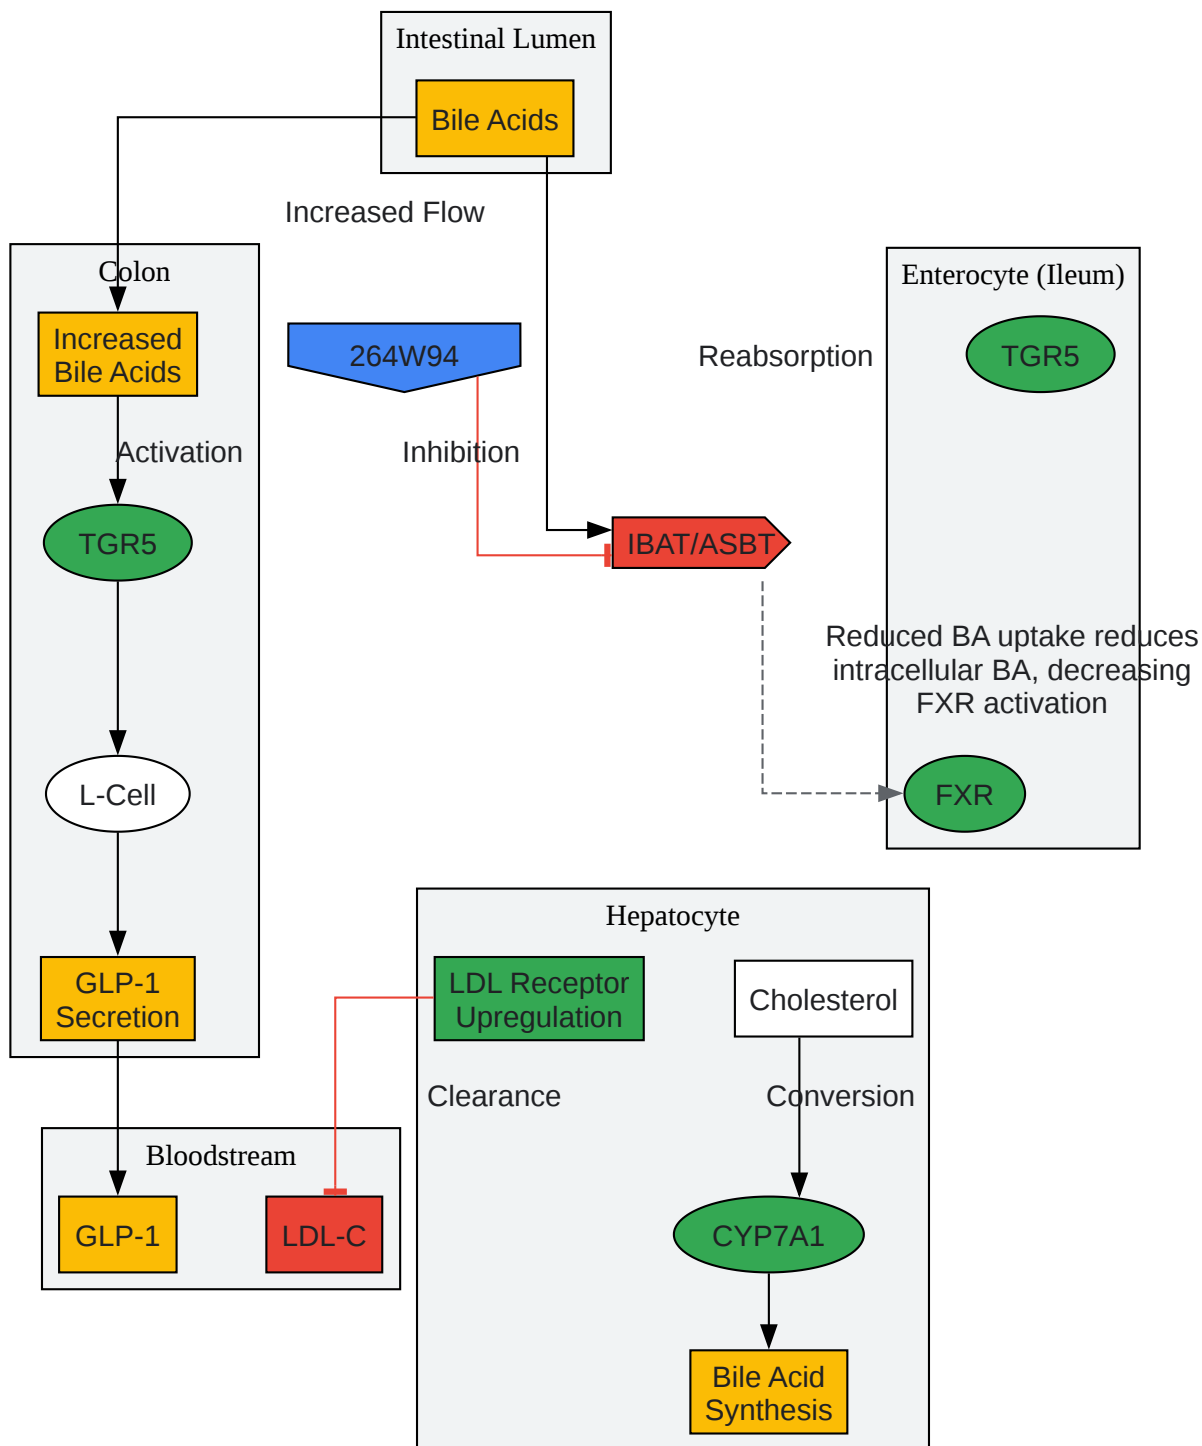 Intestinal Lumen
Bile Acids
Increased Flow
Colon
Enterocyte (Ileum)
Increased
Bile Acids
264W94
Reabsorption
TGR5
Activation
Inhibition
TGR5
IBAT/ASBT
Reduced BA uptake reduces
intracellular BA, decreasing
FXR activation
L-Cell
FXR
Hepatocyte
GLP-1
Secretion
LDL Receptor
Upregulation
Cholesterol
Clearance
Conversion
Bloodstream
GLP-1
LDL-C
CYP7A1
Bile Acid
Synthesis